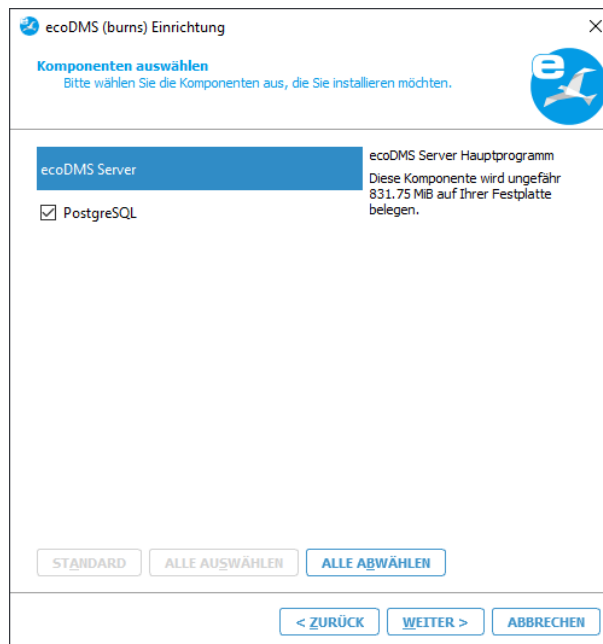 ecoDMS (burns) Einrichtung
Komponenten auswählen
Bitte wählen Sie die Komponenten aus, die Sie installieren möchten.
e
ecoDMS Server
PostgreSQL
ecoDMS Server Hauptprogramm
Diese Komponente wird ungefähr
831.75 MiB auf Ihrer Festplatte
belegen.
STANDARD
ALLE AUSWÄHLEN
ALLE ABWÄHLEN
< ZURÜCK
WEITER >
ABBRECHEN